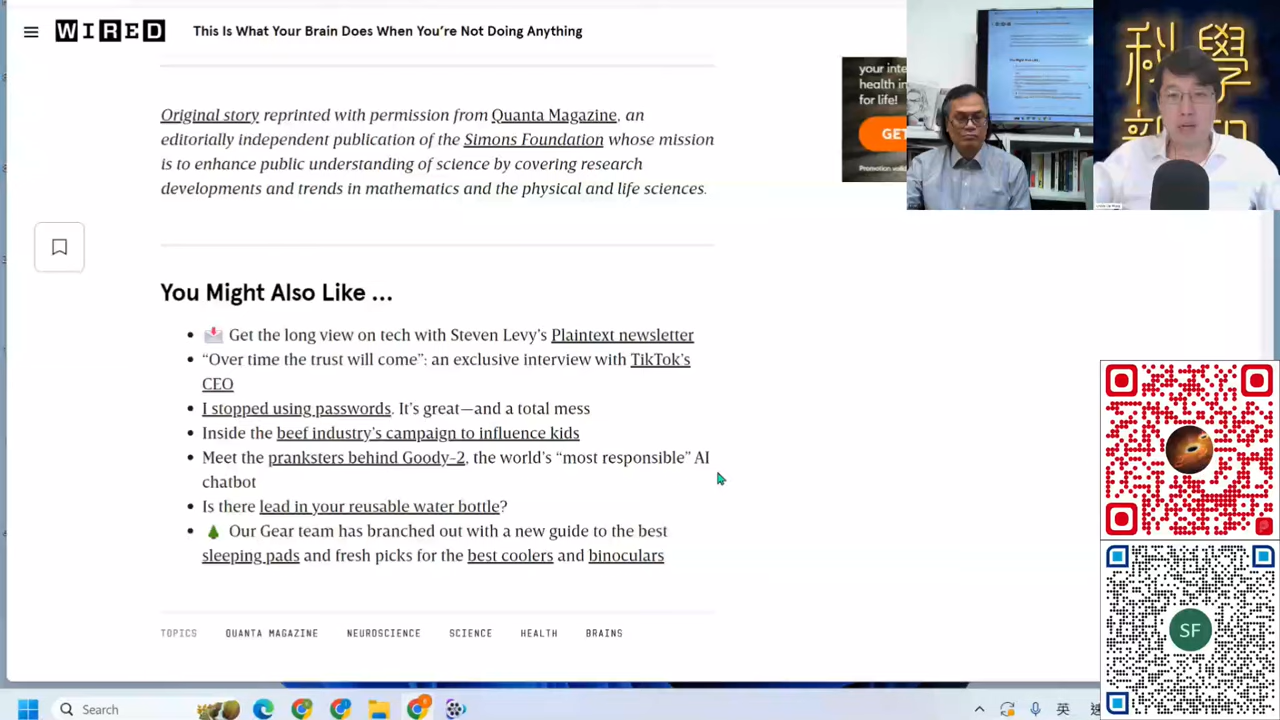 WIRED
This Is What Your Brain Does When You’re Not Doing Anything
your inte
health in
for life!
GET
Original story reprinted with permission from Quanta Magazine, an
editorially independent publication of the Simons Foundation whose mission
is to enhance public understanding of science by covering research
developments and trends in mathematics and the physical and life sciences.
科學
You Might Also Like …
📩 Get the long view on tech with Steven Levy’s Plaintext newsletter
“Over time the trust will come”: an exclusive interview with TikTok’s
CEO
I stopped using passwords. It’s great—and a total mess
Inside the beef industry’s campaign to influence kids
Meet the pranksters behind Goody-2, the world’s “most responsible” AI
chatbot
Is there lead in your reusable water bottle?
🌲 Our Gear team has branched out with a new guide to the best
sleeping pads and fresh picks for the best coolers and binoculars
TOPICS QUANTA MAGAZINE NEUROSCIENCE SCIENCE HEALTH BRAINS
SF
Search
英